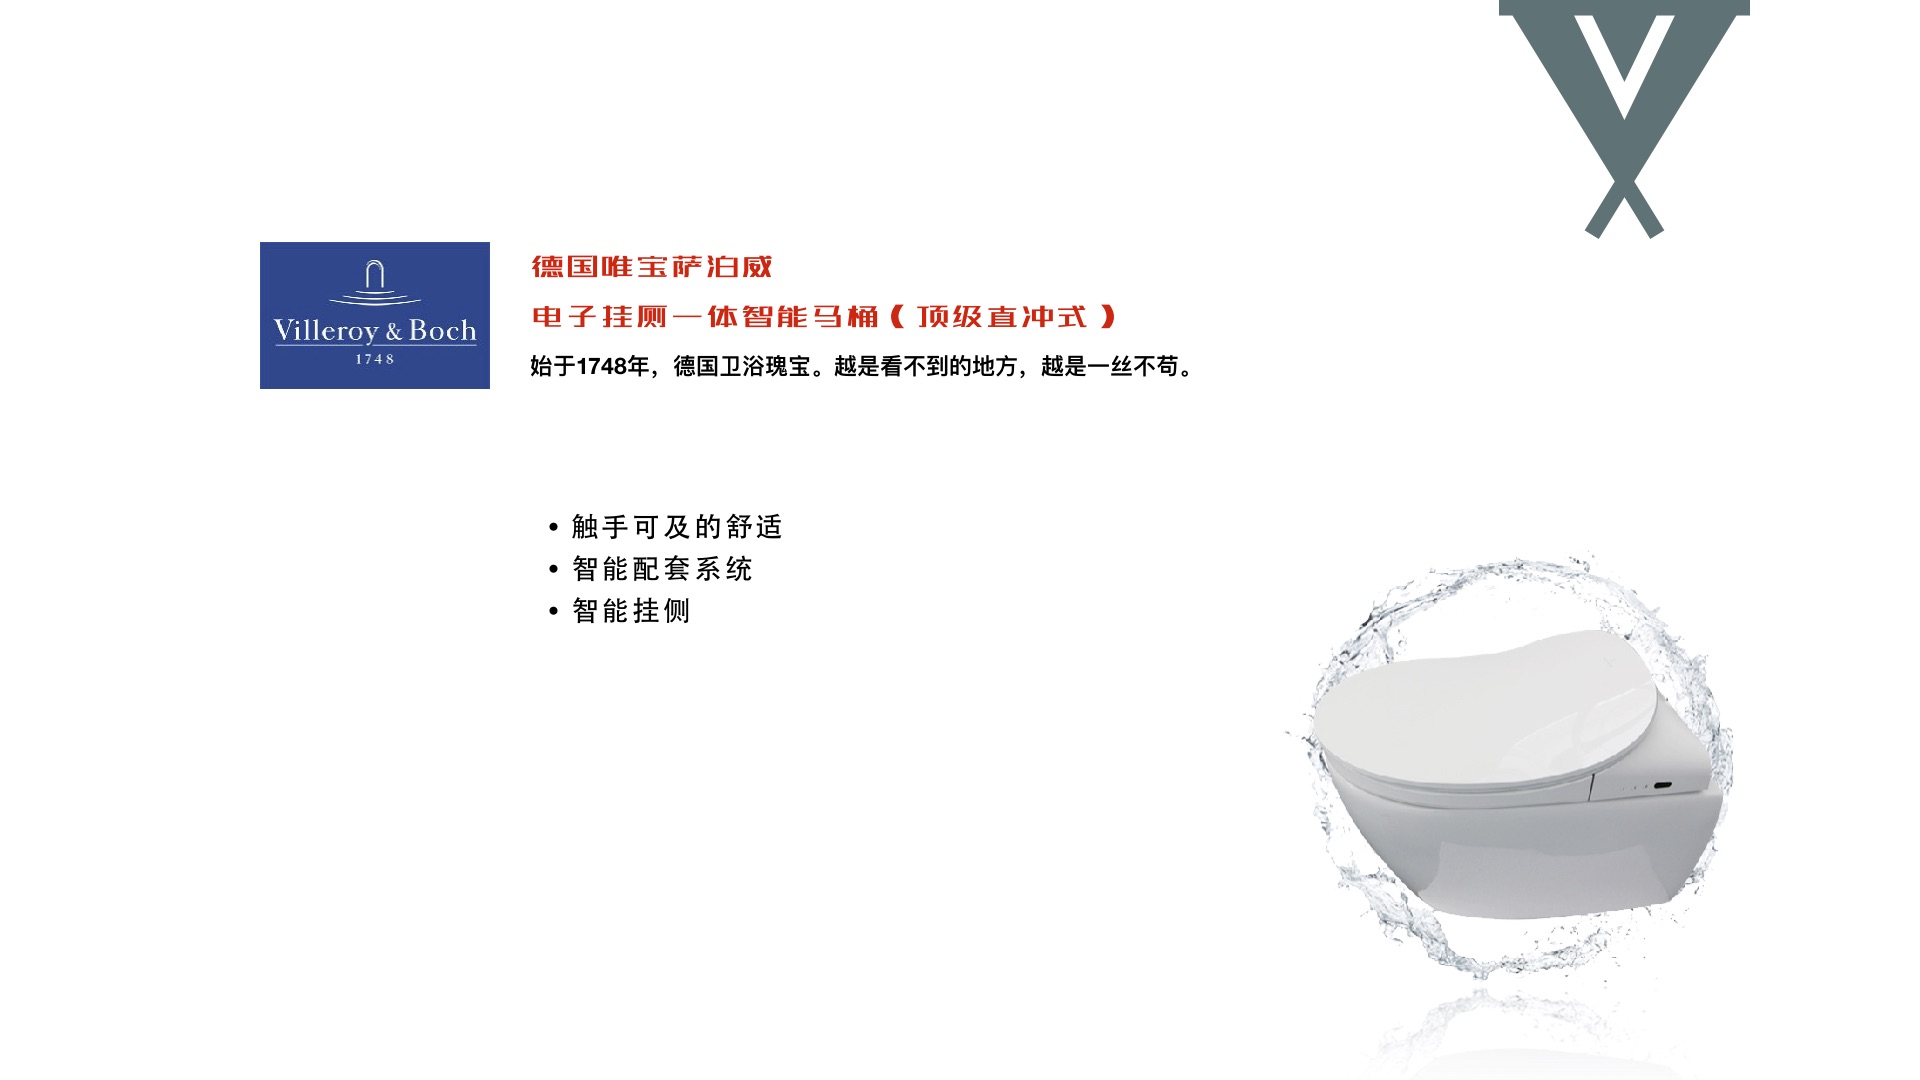 Villeroy & Boch
1748
德国唯宝萨泊威
电子挂厕一体智能马桶（顶级直冲式）
始于1748年，德国卫浴瑰宝。越是看不到的地方，越是一丝不苟。
• 触手可及的舒适
• 智能配套系统
• 智能挂侧